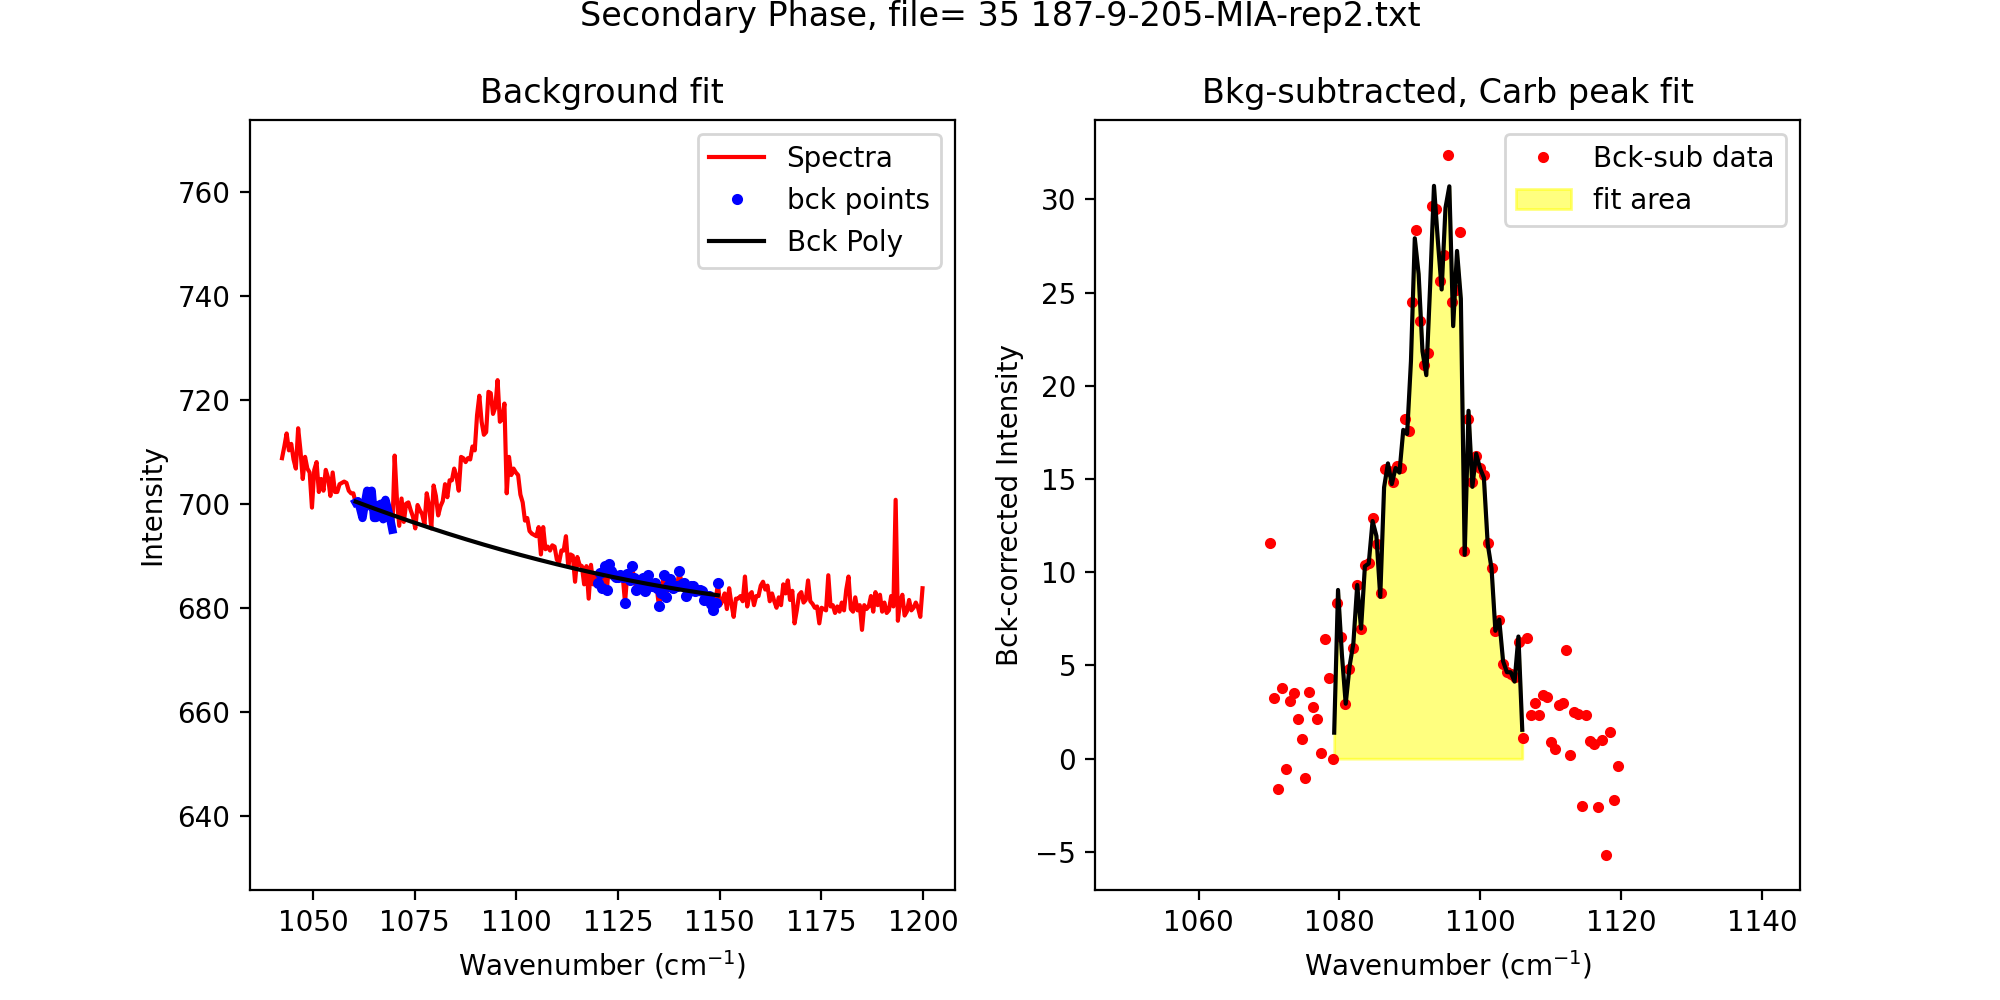 Secondary Phase, file= 35 187-9-205-MIA-rep2.txt
Background fit
Spectra
bck points
Bck Poly
760
740
720
700
680
660
640
Intensity
1050 1075 1100 1125 1150 1175 1200
Wavenumber (cm⁻¹)
Bkg-subtracted, Carb peak fit
Bck-sub data
fit area
30
25
20
15
10
5
0
−5
Bck-corrected Intensity
1060 1080 1100 1120 1140
Wavenumber (cm⁻¹)